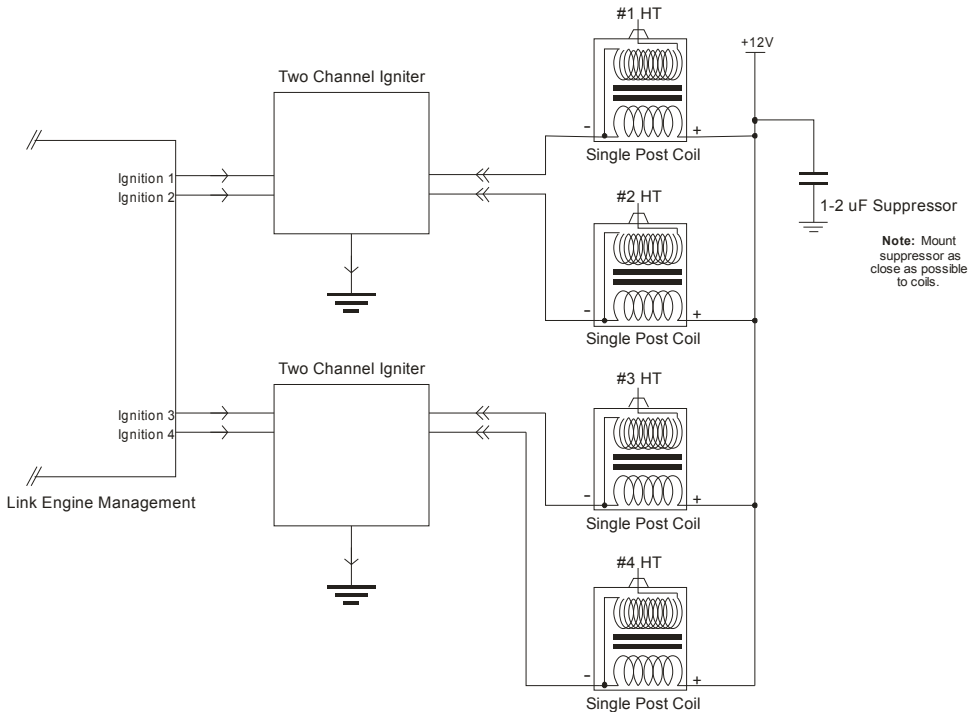 #1 HT
+12V
Two Channel Igniter
- +
Single Post Coil
Ignition 1
Ignition 2
#2 HT
1-2 uF Suppressor
Note: Mount
suppressor as
close as possible
to coils.
- +
Single Post Coil
Two Channel Igniter
#3 HT
Ignition 3
Ignition 4
- +
Single Post Coil
Link Engine Management
#4 HT
- +
Single Post Coil